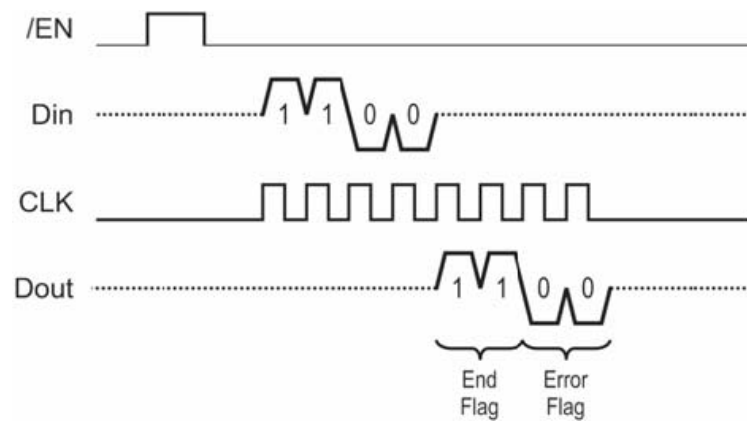 /EN
Din 1 1 0 0
CLK
Dout 1 1 0 0
End Error
Flag Flag